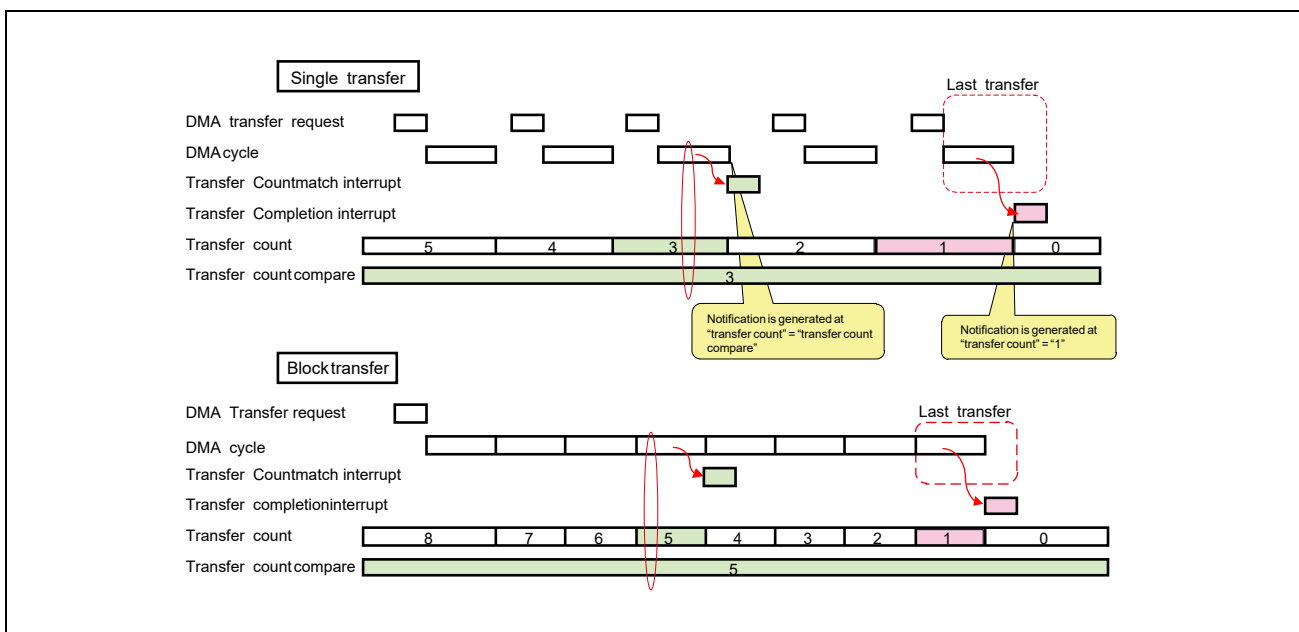 Single transfer
Last transfer
DMA transfer request
DMA cycle
Transfer Countmatch interrupt
Transfer Completion interrupt
Transfer count
5 4 3 2 1 0
Transfer count compare
3
Notification is generated at
"transfer count" = "transfer count
compare"
Notification is generated at
"transfer count" = "1"
Block transfer
DMA Transfer request
Last transfer
DMA cycle
Transfer Countmatch interrupt
Transfer completion interrupt
Transfer count
8 7 6 5 4 3 2 1 0
Transfer count compare
5